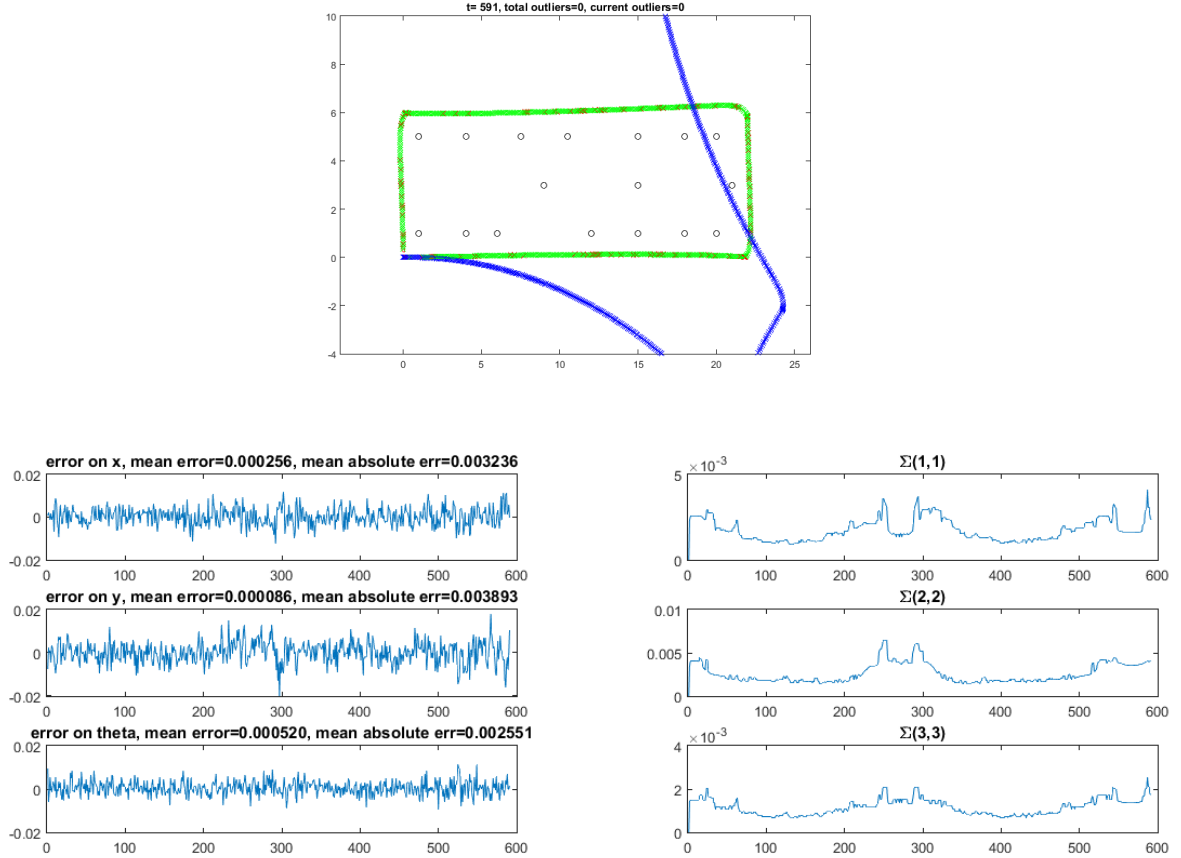 t= 591, total outliers=0, current outliers=0
10
8
6
4
2
0
-2
-4
0 5 10 15 20 25
error on x, mean error=0.000256, mean absolute err=0.003236
0.02
0
-0.02
0 100 200 300 400 500 600
Σ(1,1)
×10⁻³
5
0
0 100 200 300 400 500 600
error on y, mean error=0.000086, mean absolute err=0.003893
0.02
0
-0.02
0 100 200 300 400 500 600
Σ(2,2)
0.01
0.005
0
0 100 200 300 400 500 600
error on theta, mean error=0.000520, mean absolute err=0.002551
0.02
0
-0.02
0 100 200 300 400 500 600
Σ(3,3)
×10⁻³
4
2
0
0 100 200 300 400 500 600